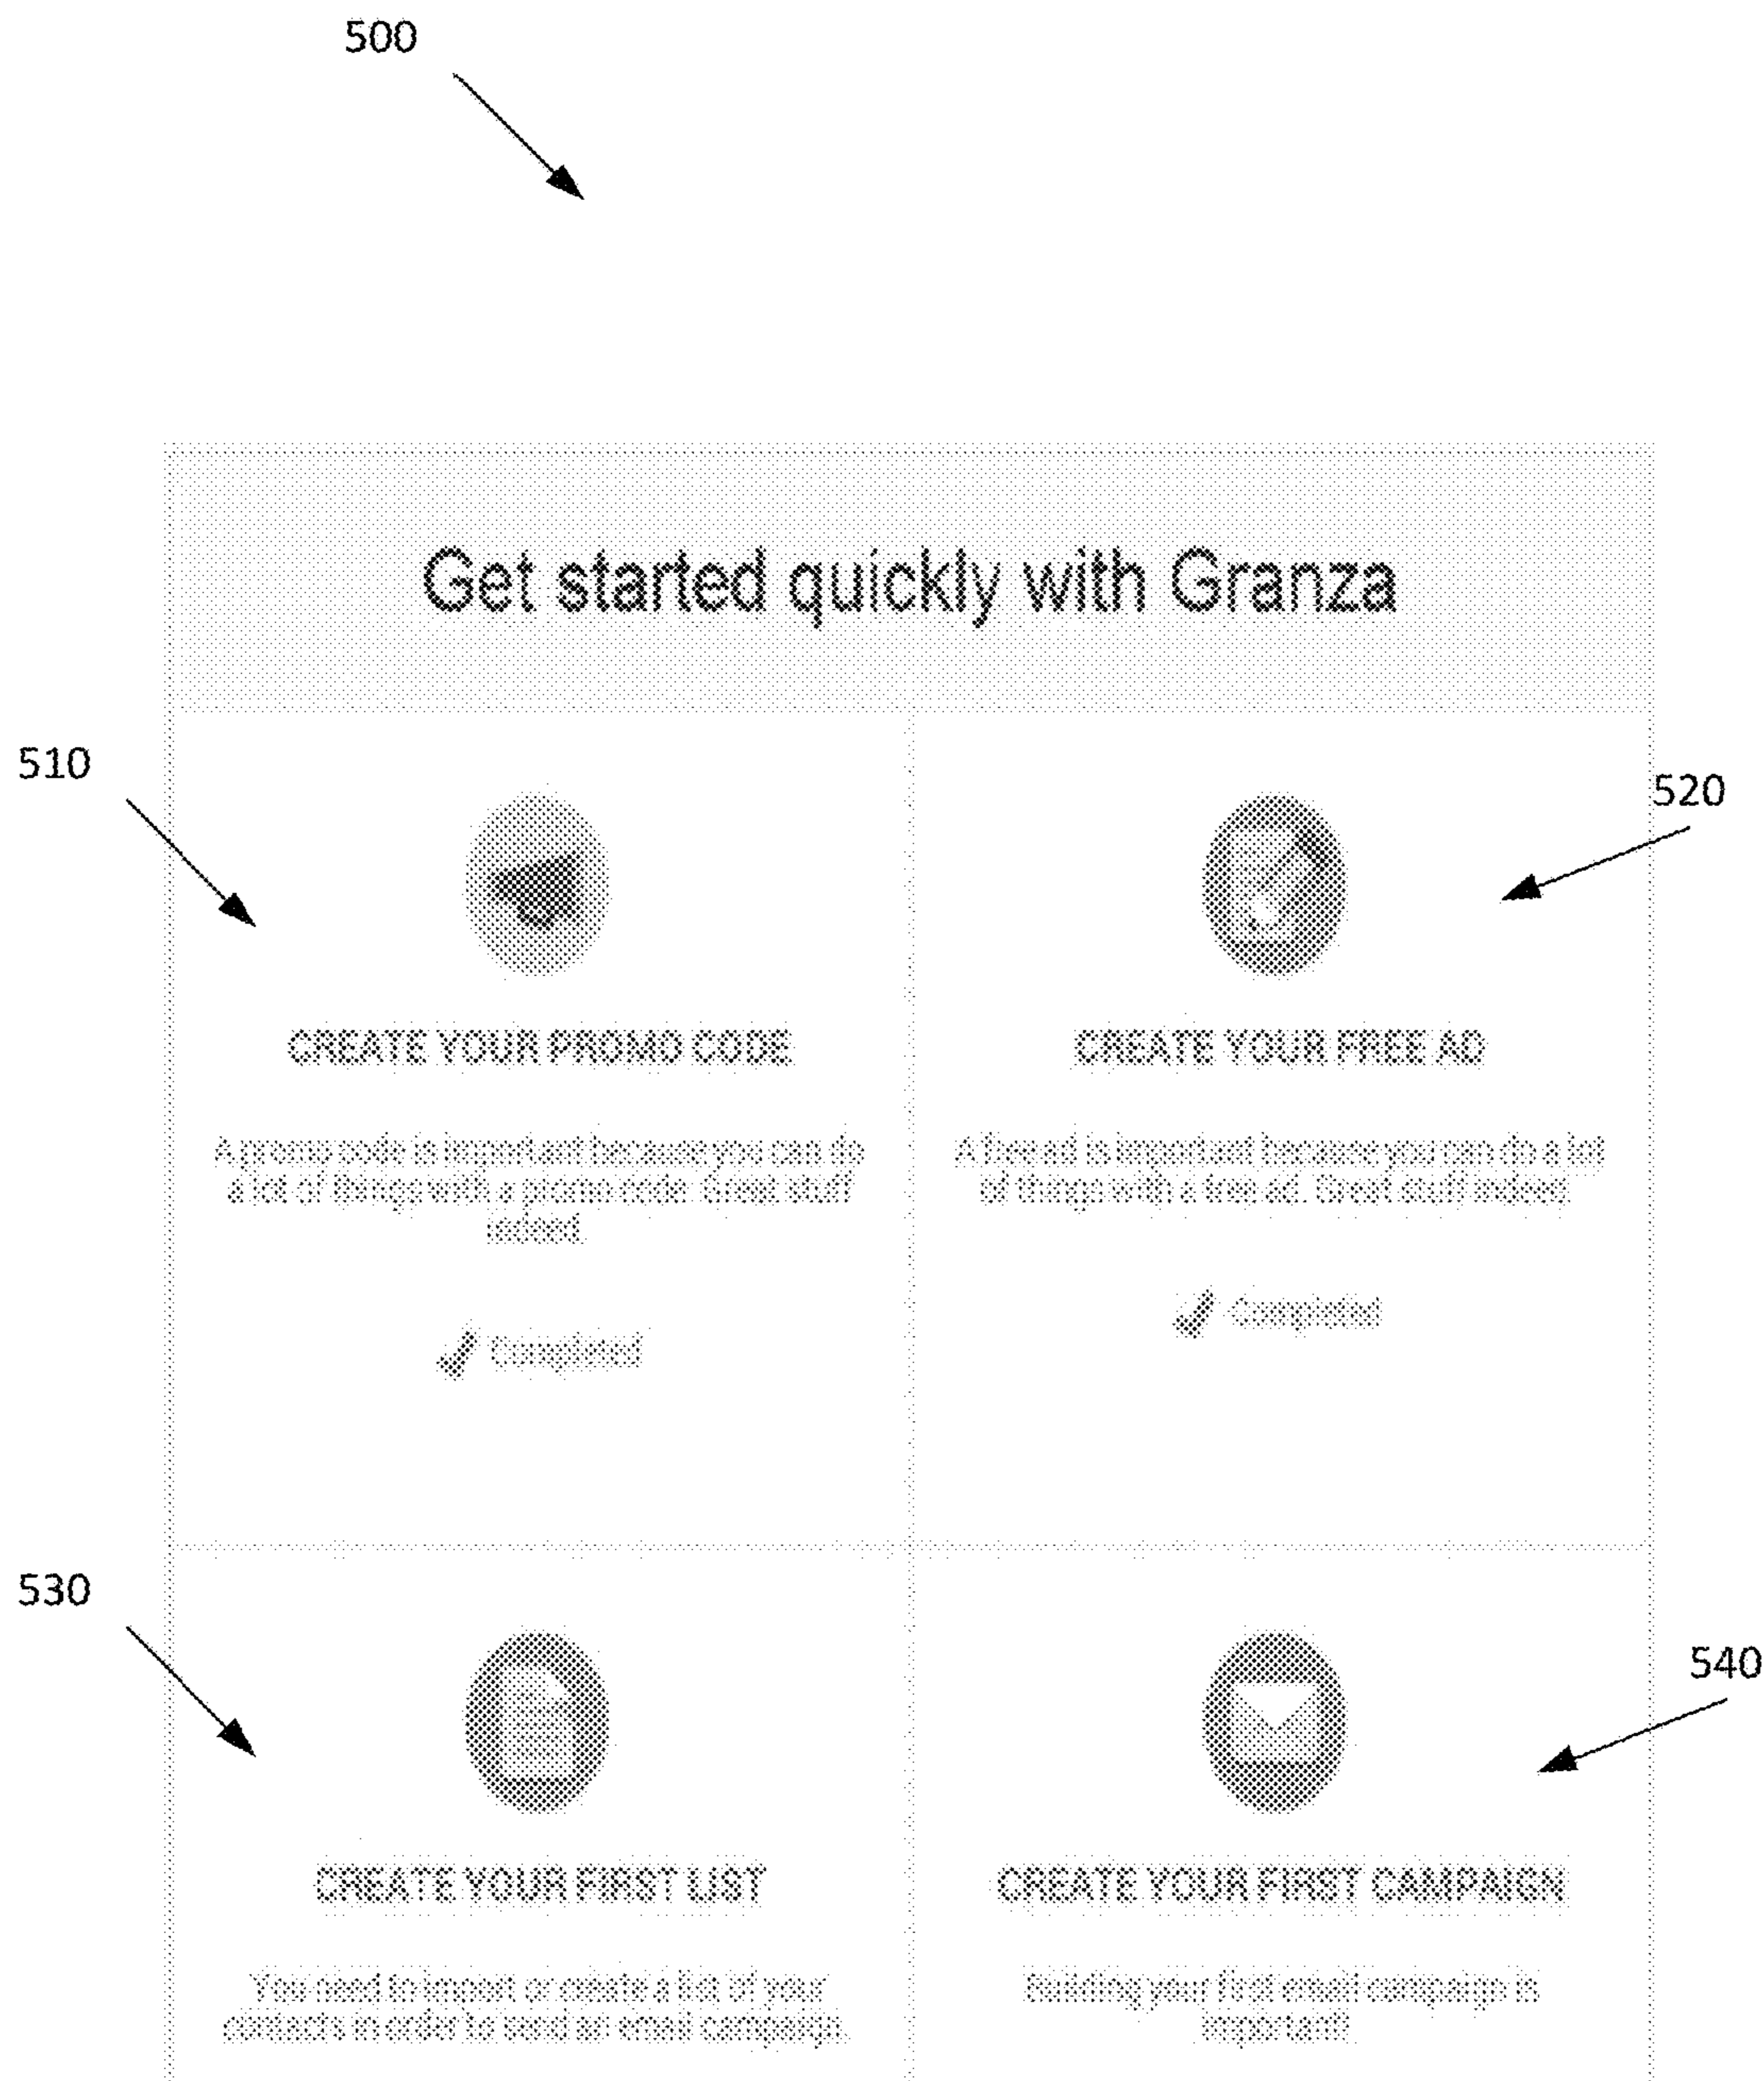 500
Get started quickly with Granza
510
520
CREATE YOUR PROMO CODE
A promo code is important because you can do
a lot of things with a promo code. Great stuff
indeed.
Completed
CREATE YOUR FREE AD
A free ad is important because you can do a lot
of things with a free ad. Great stuff indeed.
Completed
530
540
CREATE YOUR FIRST LIST
You need to import or create a list of your
contacts in order to send an email campaign.
CREATE YOUR FIRST CAMPAIGN
Building your first email campaign is
important!